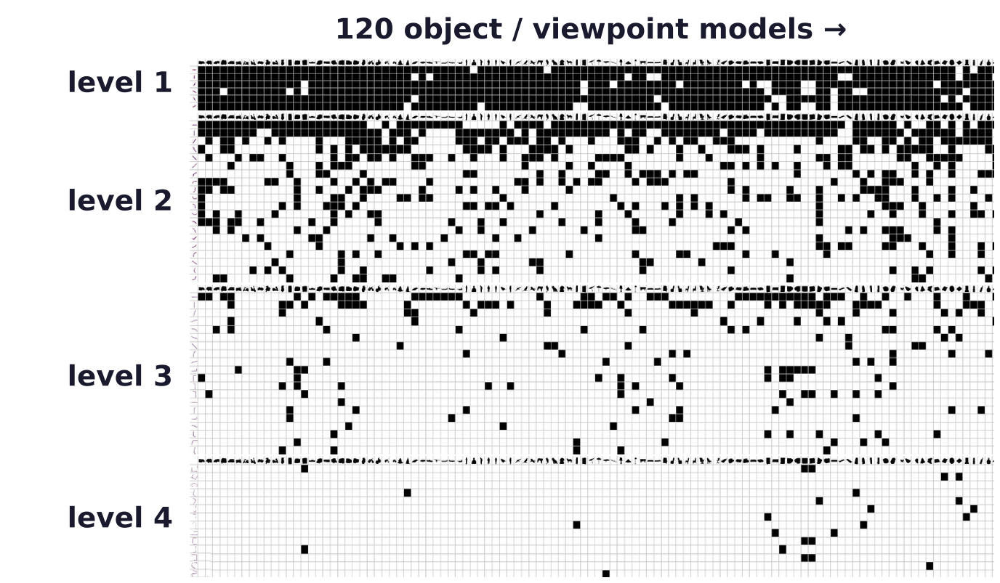 120 object / viewpoint models →
level 1
level 2
level 3
level 4